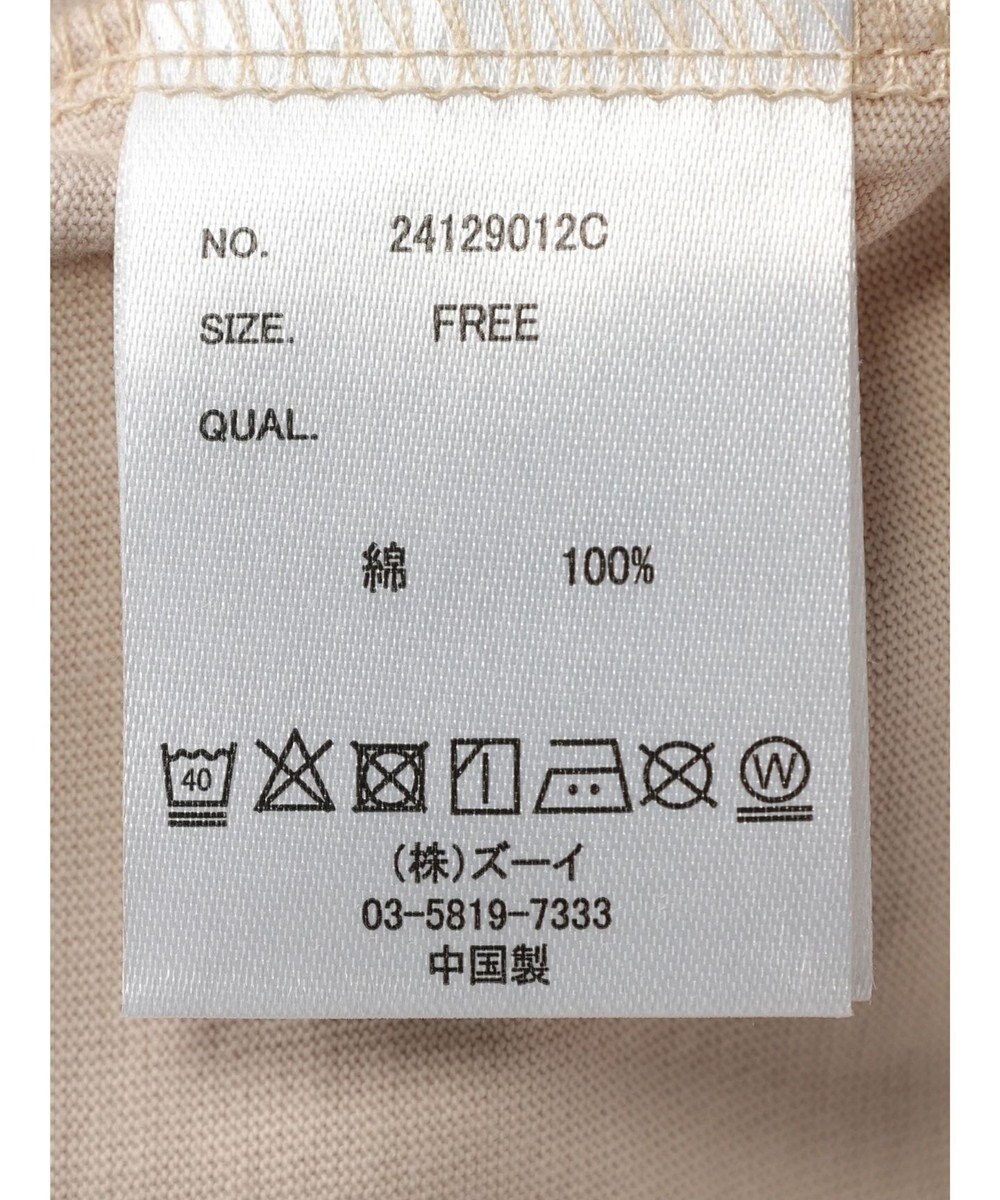 NO. 24129012C
SIZE. FREE
QUAL.
綿 100%
40 W
(株)ズーイ
03-5819-7333
中国製